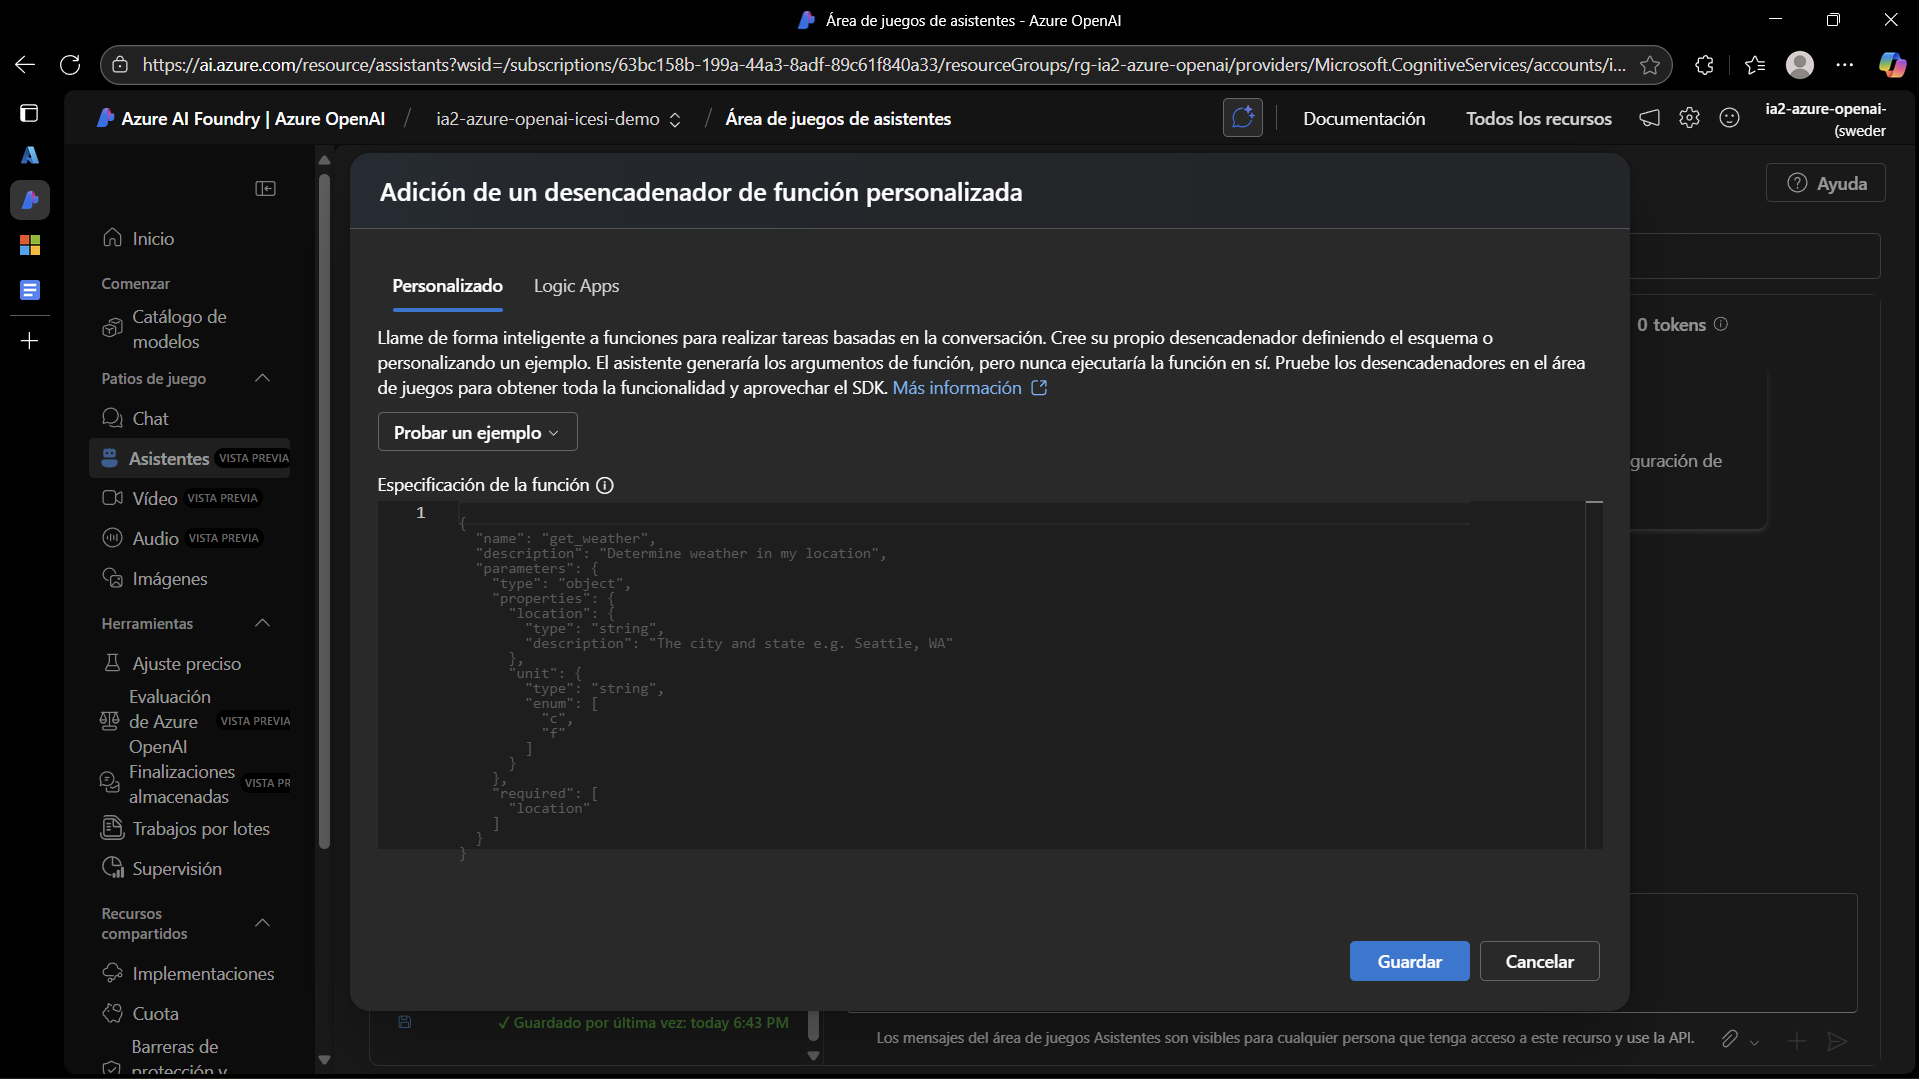 Área de juegos de asistentes - Azure OpenAI
https://ai.azure.com/resource/assistants?wsid=/subscriptions/63bc158b-199a-44a3-8adf-89c61f840a33/resourceGroups/rg-ia2-azure-openai/providers/Microsoft.CognitiveServices/accounts/i...
Azure AI Foundry | Azure OpenAI / ia2-azure-openai-icesi-demo / Área de juegos de asistentes
Documentación
Todos los recursos
ia2-azure-openai-
(sweder
Ayuda
Inicio
Comenzar
Catálogo de
modelos
Patios de juego
Chat
Asistentes VISTA PREVIA
Vídeo VISTA PREVIA
Audio VISTA PREVIA
Imágenes
Herramientas
Ajuste preciso
Evaluación
de Azure VISTA PREVIA
OpenAI
Finalizaciones
almacenadas VISTA PR
Trabajos por lotes
Supervisión
Recursos
compartidos
Implementaciones
Cuota
Barreras de
protección y
Adición de un desencadenador de función personalizada
Personalizado
Logic Apps
Llame de forma inteligente a funciones para realizar tareas basadas en la conversación. Cree su propio desencadenador definiendo el esquema o
personalizando un ejemplo. El asistente generaría los argumentos de función, pero nunca ejecutaría la función en sí. Pruebe los desencadenadores en el área
de juegos para obtener toda la funcionalidad y aprovechar el SDK. Más información
Probar un ejemplo
Especificación de la función
1
{
"name": "get_weather",
"description": "Determine weather in my location",
"parameters": {
"type": "object",
"properties": {
"location": {
"type": "string",
"description": "The city and state e.g. Seattle, WA"
},
"unit": {
"type": "string",
"enum": [
"c",
"f"
]
}
},
"required": [
"location"
]
}
}
Guardar
Cancelar
0 tokens
guración de
Guardado por última vez: today 6:43 PM
Los mensajes del área de juegos Asistentes son visibles para cualquier persona que tenga acceso a este recurso y use la API.